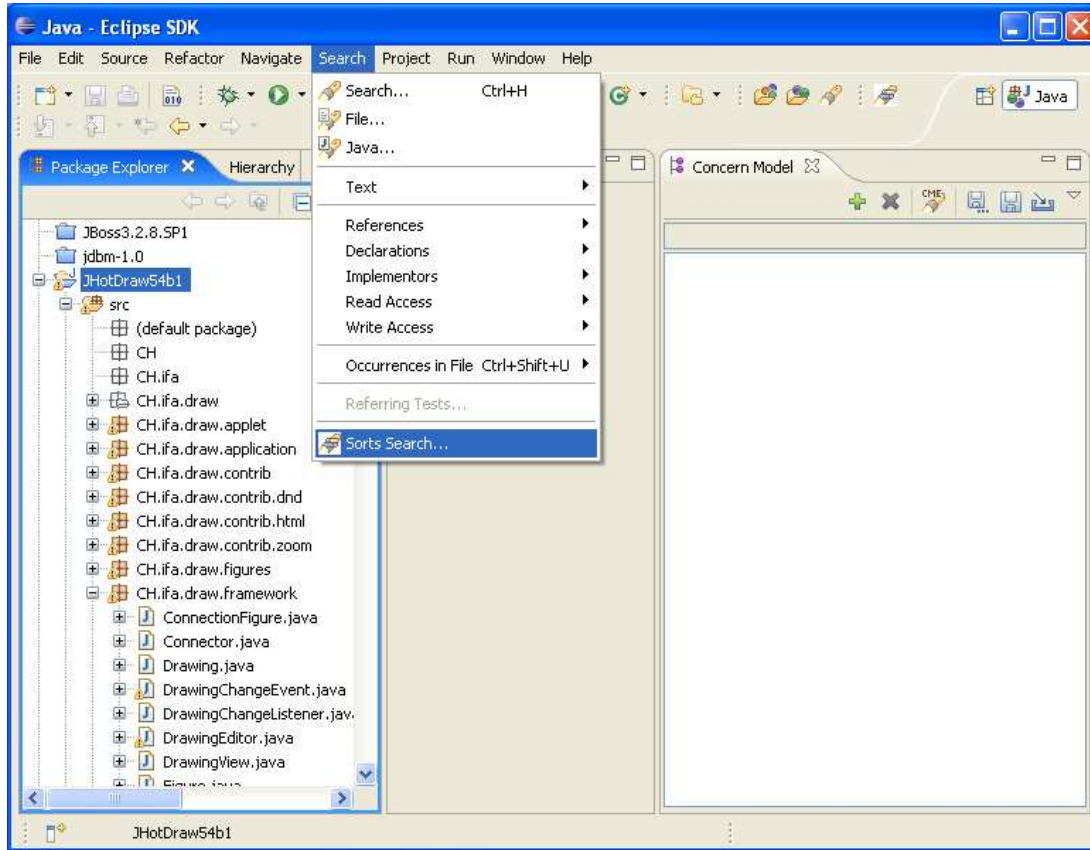 Java - Eclipse SDK
File Edit Source Refactor Navigate Search Project Run Window Help
010
Java
Search... Ctrl+H
File...
Java...
Text
References
Declarations
Implementors
Read Access
Write Access
Occurrences in File Ctrl+Shift+U
Referring Tests...
Sorts Search...
Package Explorer Hierarchy
JBoss3.2.8.SP1
jdbm-1.0
JHotDraw54b1
src
(default package)
CH
CH.ifa
CH.ifa.draw
CH.ifa.draw.applet
CH.ifa.draw.application
CH.ifa.draw.contrib
CH.ifa.draw.contrib.dnd
CH.ifa.draw.contrib.html
CH.ifa.draw.contrib.zoom
CH.ifa.draw.figures
CH.ifa.draw.framework
ConnectionFigure.java
Connector.java
Drawing.java
DrawingChangeEvent.java
DrawingChangeListener.jav
DrawingEditor.java
DrawingView.java
Figure.java
Concern Model
CME
JHotDraw54b1